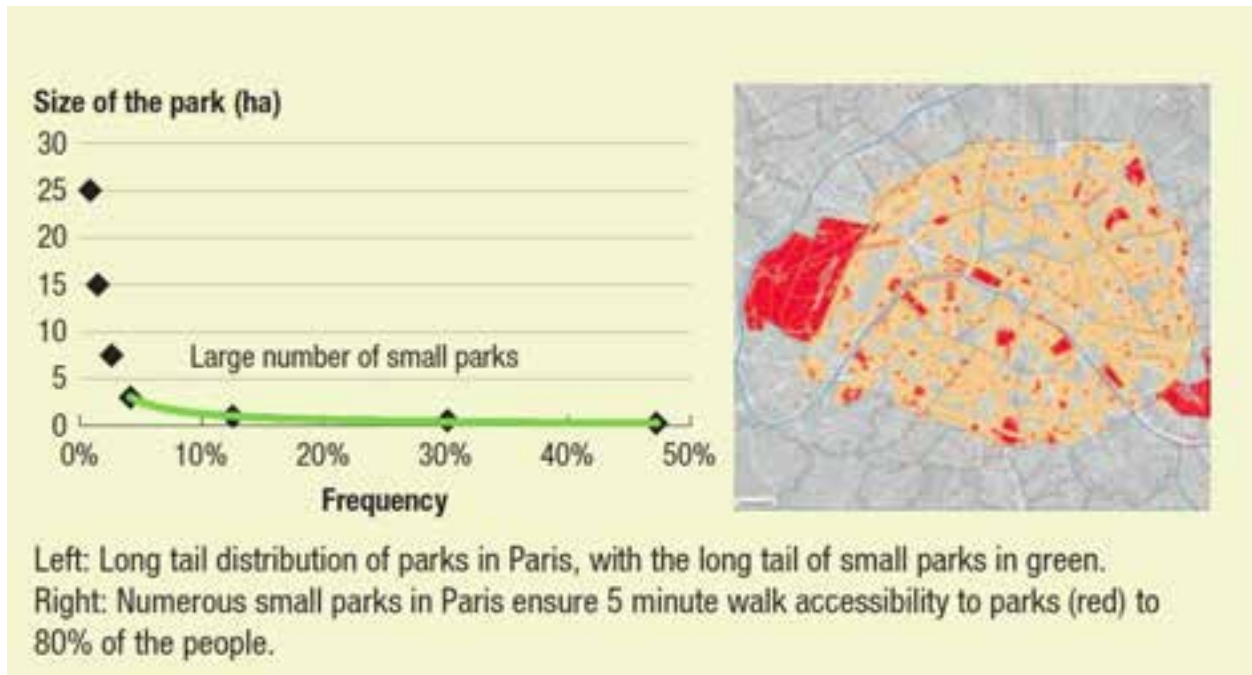 Size of the park (ha)
30
25
20
15
10
Large number of small parks
5
0
0% 10% 20% 30% 40% 50%
Frequency
Left: Long tail distribution of parks in Paris, with the long tail of small parks in green.
Right: Numerous small parks in Paris ensure 5 minute walk accessibility to parks (red) to
80% of the people.